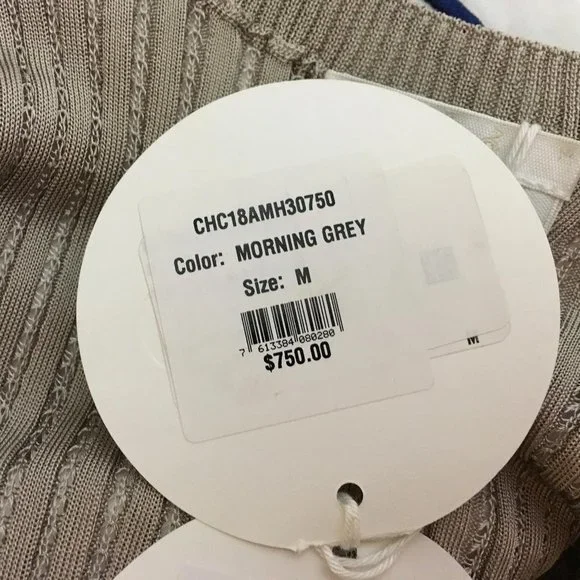 CHC18AMH30750
Color: MORNING GREY
Size: M
7 613384 080280
$750.00
M